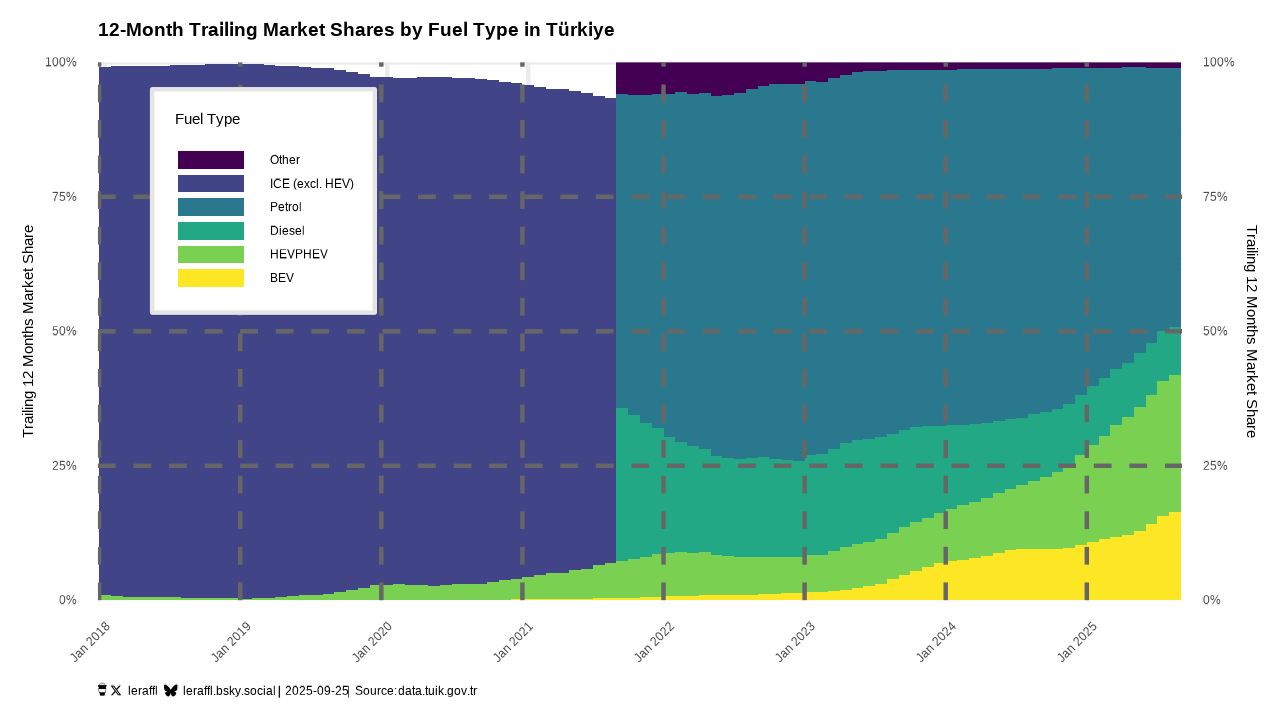 12-Month Trailing Market Shares by Fuel Type in Türkiye
100%
75%
50%
25%
0%
100%
75%
50%
25%
0%
Trailing 12 Months Market Share
Trailing 12 Months Market Share
Fuel Type
Other
ICE (excl. HEV)
Petrol
Diesel
HEVPHEV
BEV
Jan 2018
Jan 2019
Jan 2020
Jan 2021
Jan 2022
Jan 2023
Jan 2024
Jan 2025
leraffl leraffl.bsky.social | 2025-09-25| Source:data.tuik.gov.tr